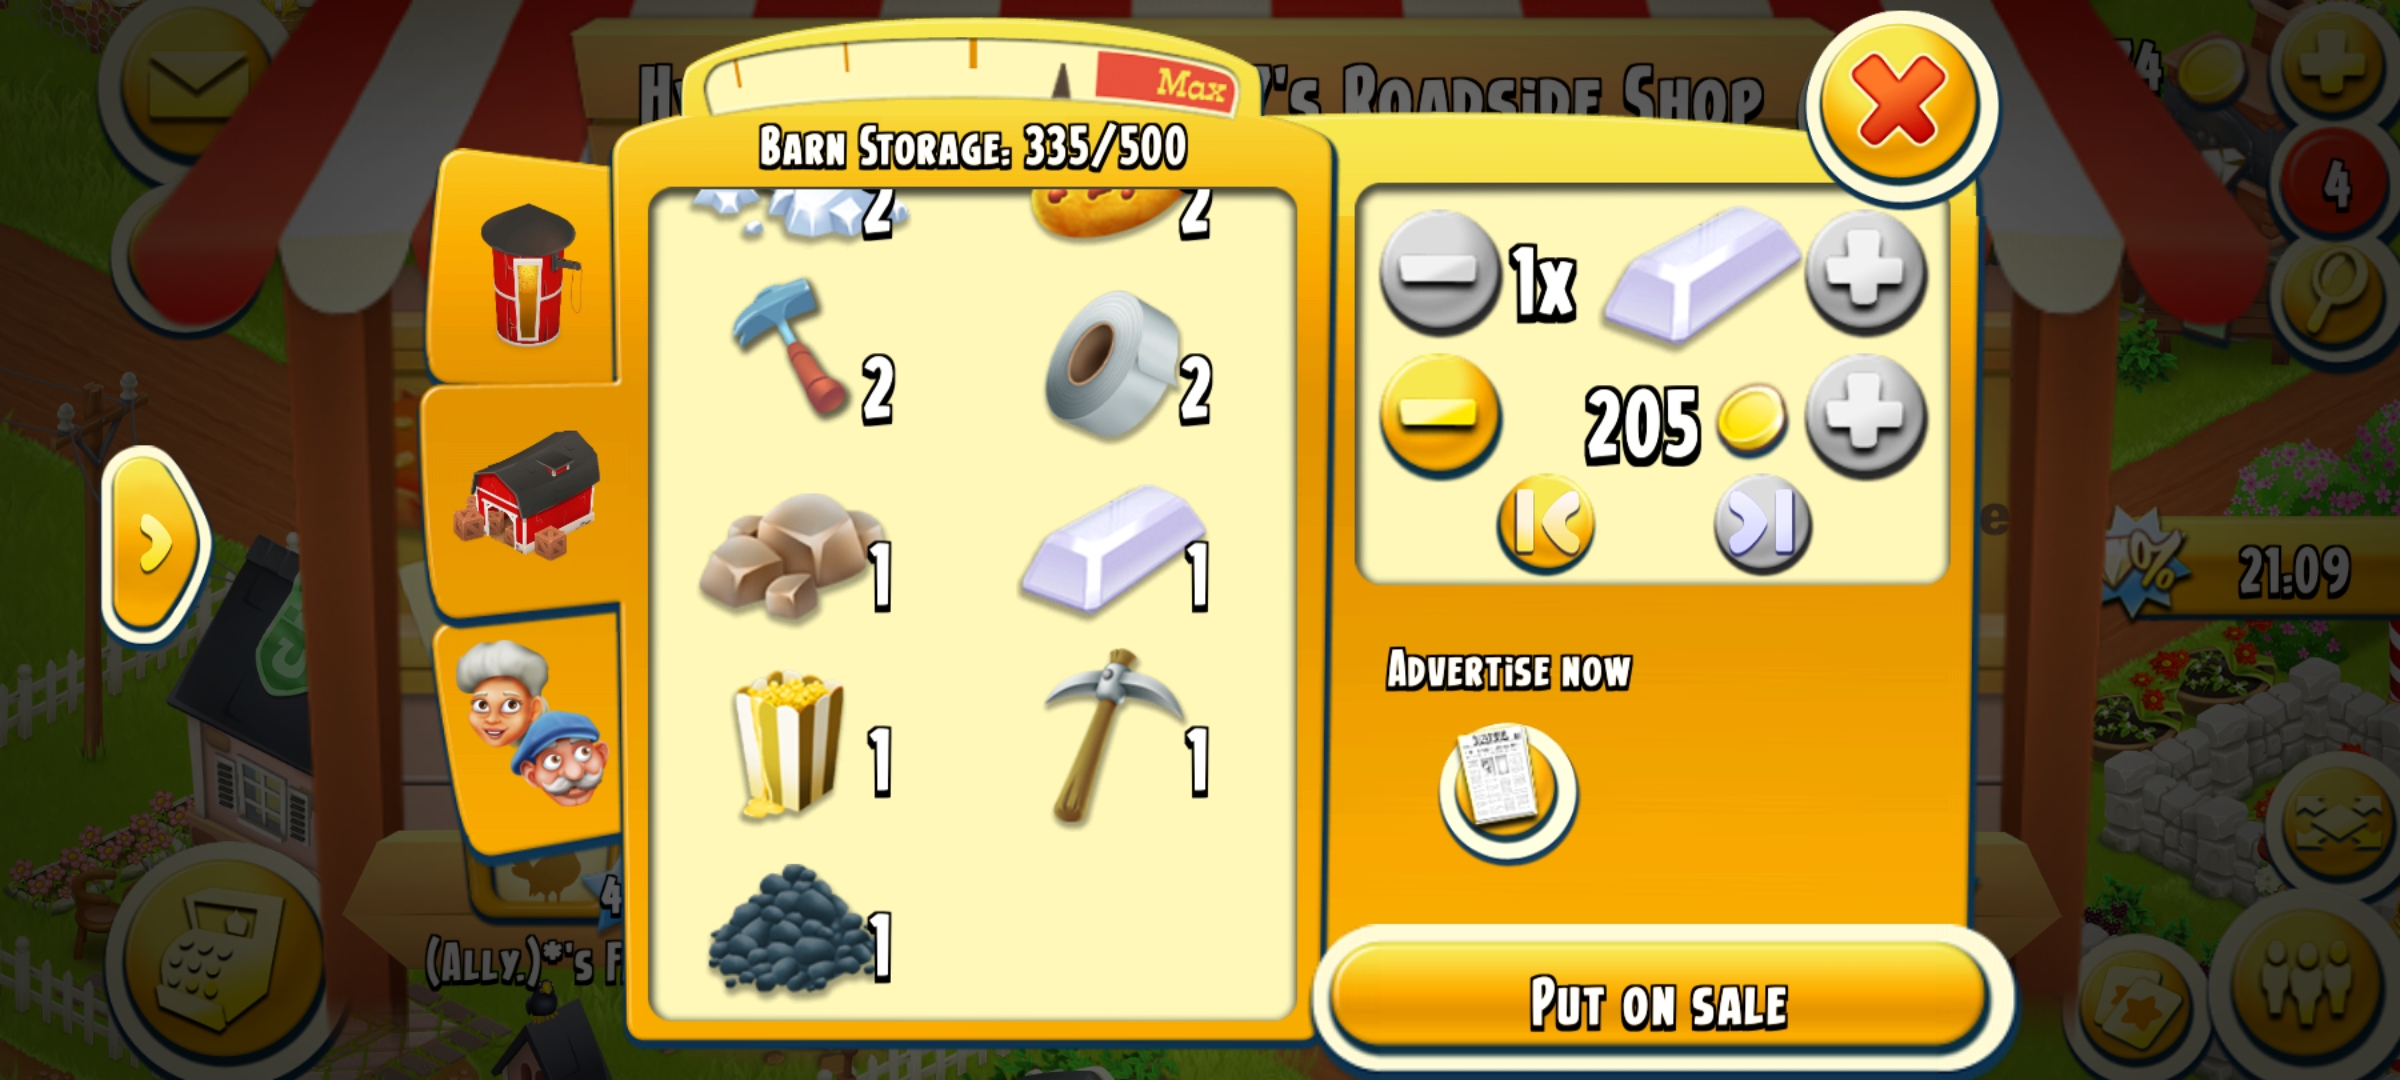 Max
'S ROADSIDE SHOP
BARN STORAGE: 335/500
2
2
4
1x
2
2
205
1
1
21:09
ADVERTISE NOW
1
1
(ALLY.)*'S F
1
PUT ON SALE